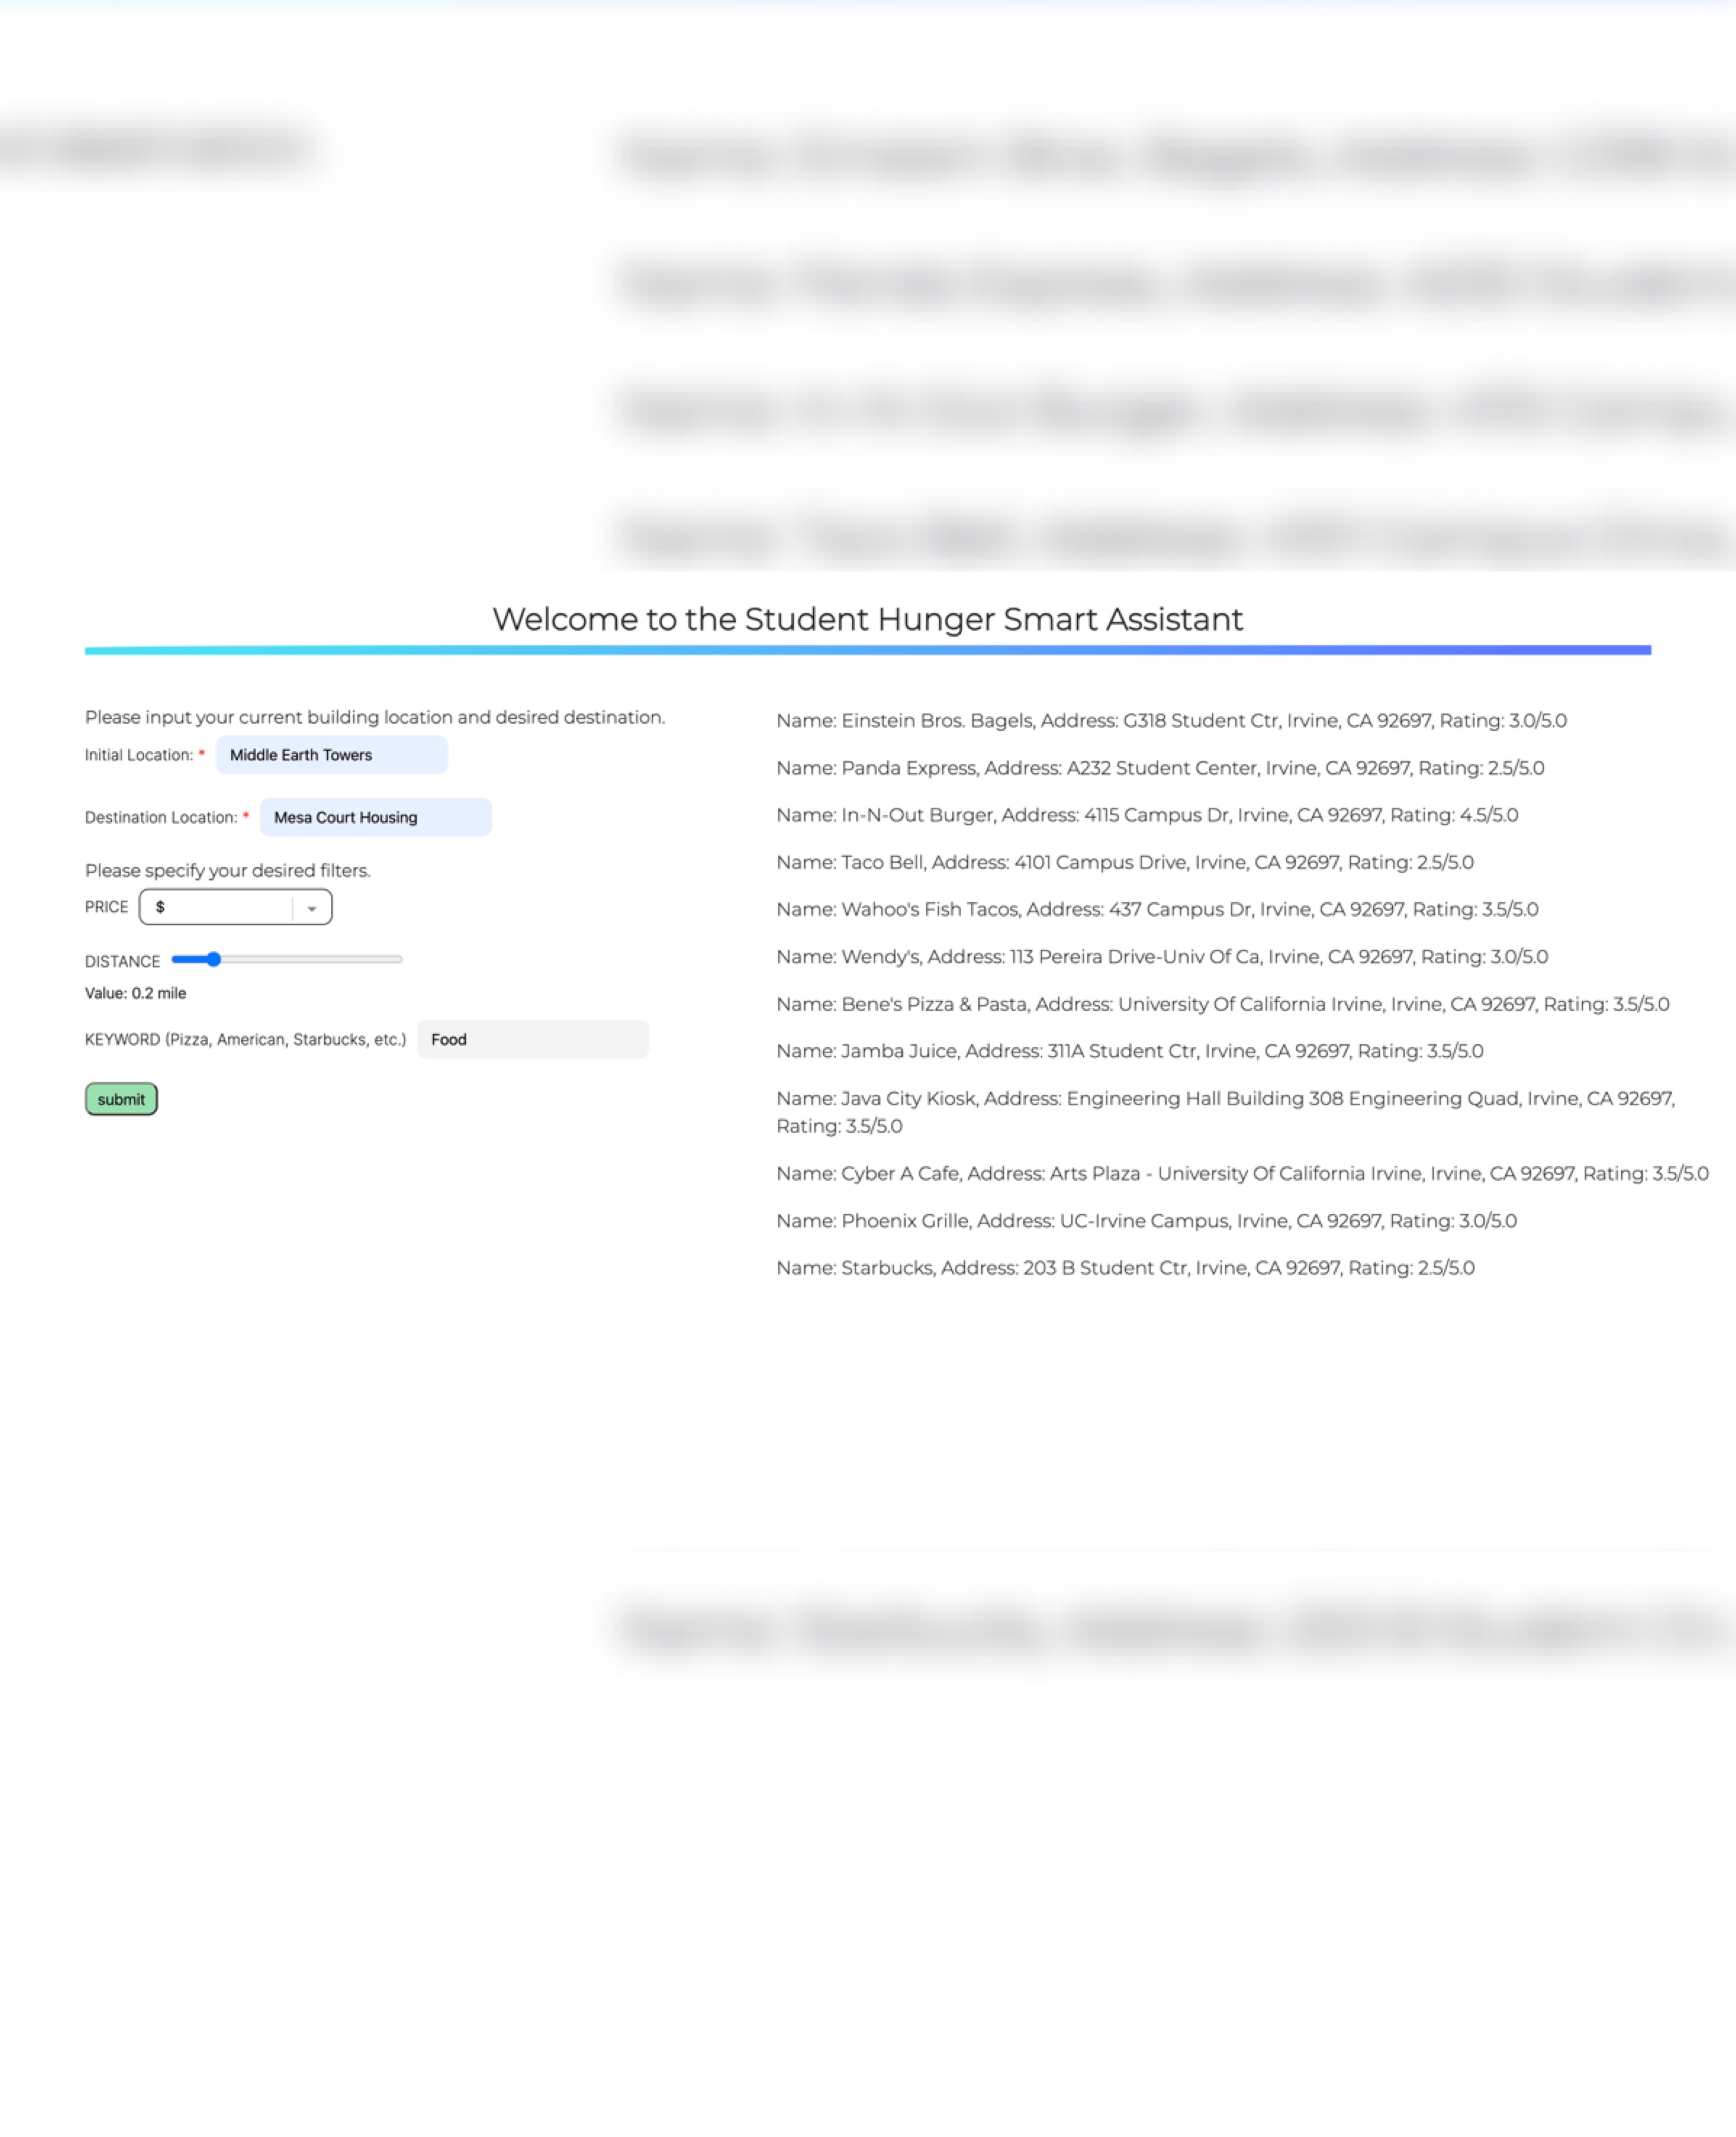 Welcome to the Student Hunger Smart Assistant
Please input your current building location and desired destination.
Initial Location: * Middle Earth Towers
Destination Location: * Mesa Court Housing
Please specify your desired filters.
PRICE $
DISTANCE
Value: 0.2 mile
KEYWORD (Pizza, American, Starbucks, etc.) Food
submit
Name: Einstein Bros. Bagels, Address: G318 Student Ctr, Irvine, CA 92697, Rating: 3.0/5.0
Name: Panda Express, Address: A232 Student Center, Irvine, CA 92697, Rating: 2.5/5.0
Name: In-N-Out Burger, Address: 4115 Campus Dr, Irvine, CA 92697, Rating: 4.5/5.0
Name: Taco Bell, Address: 4101 Campus Drive, Irvine, CA 92697, Rating: 2.5/5.0
Name: Wahoo's Fish Tacos, Address: 437 Campus Dr, Irvine, CA 92697, Rating: 3.5/5.0
Name: Wendy's, Address: 113 Pereira Drive-Univ Of Ca, Irvine, CA 92697, Rating: 3.0/5.0
Name: Bene's Pizza & Pasta, Address: University Of California Irvine, Irvine, CA 92697, Rating: 3.5/5.0
Name: Jamba Juice, Address: 311A Student Ctr, Irvine, CA 92697, Rating: 3.5/5.0
Name: Java City Kiosk, Address: Engineering Hall Building 308 Engineering Quad, Irvine, CA 92697,
Rating: 3.5/5.0
Name: Cyber A Cafe, Address: Arts Plaza - University Of California Irvine, Irvine, CA 92697, Rating: 3.5/5.0
Name: Phoenix Grille, Address: UC-Irvine Campus, Irvine, CA 92697, Rating: 3.0/5.0
Name: Starbucks, Address: 203 B Student Ctr, Irvine, CA 92697, Rating: 2.5/5.0